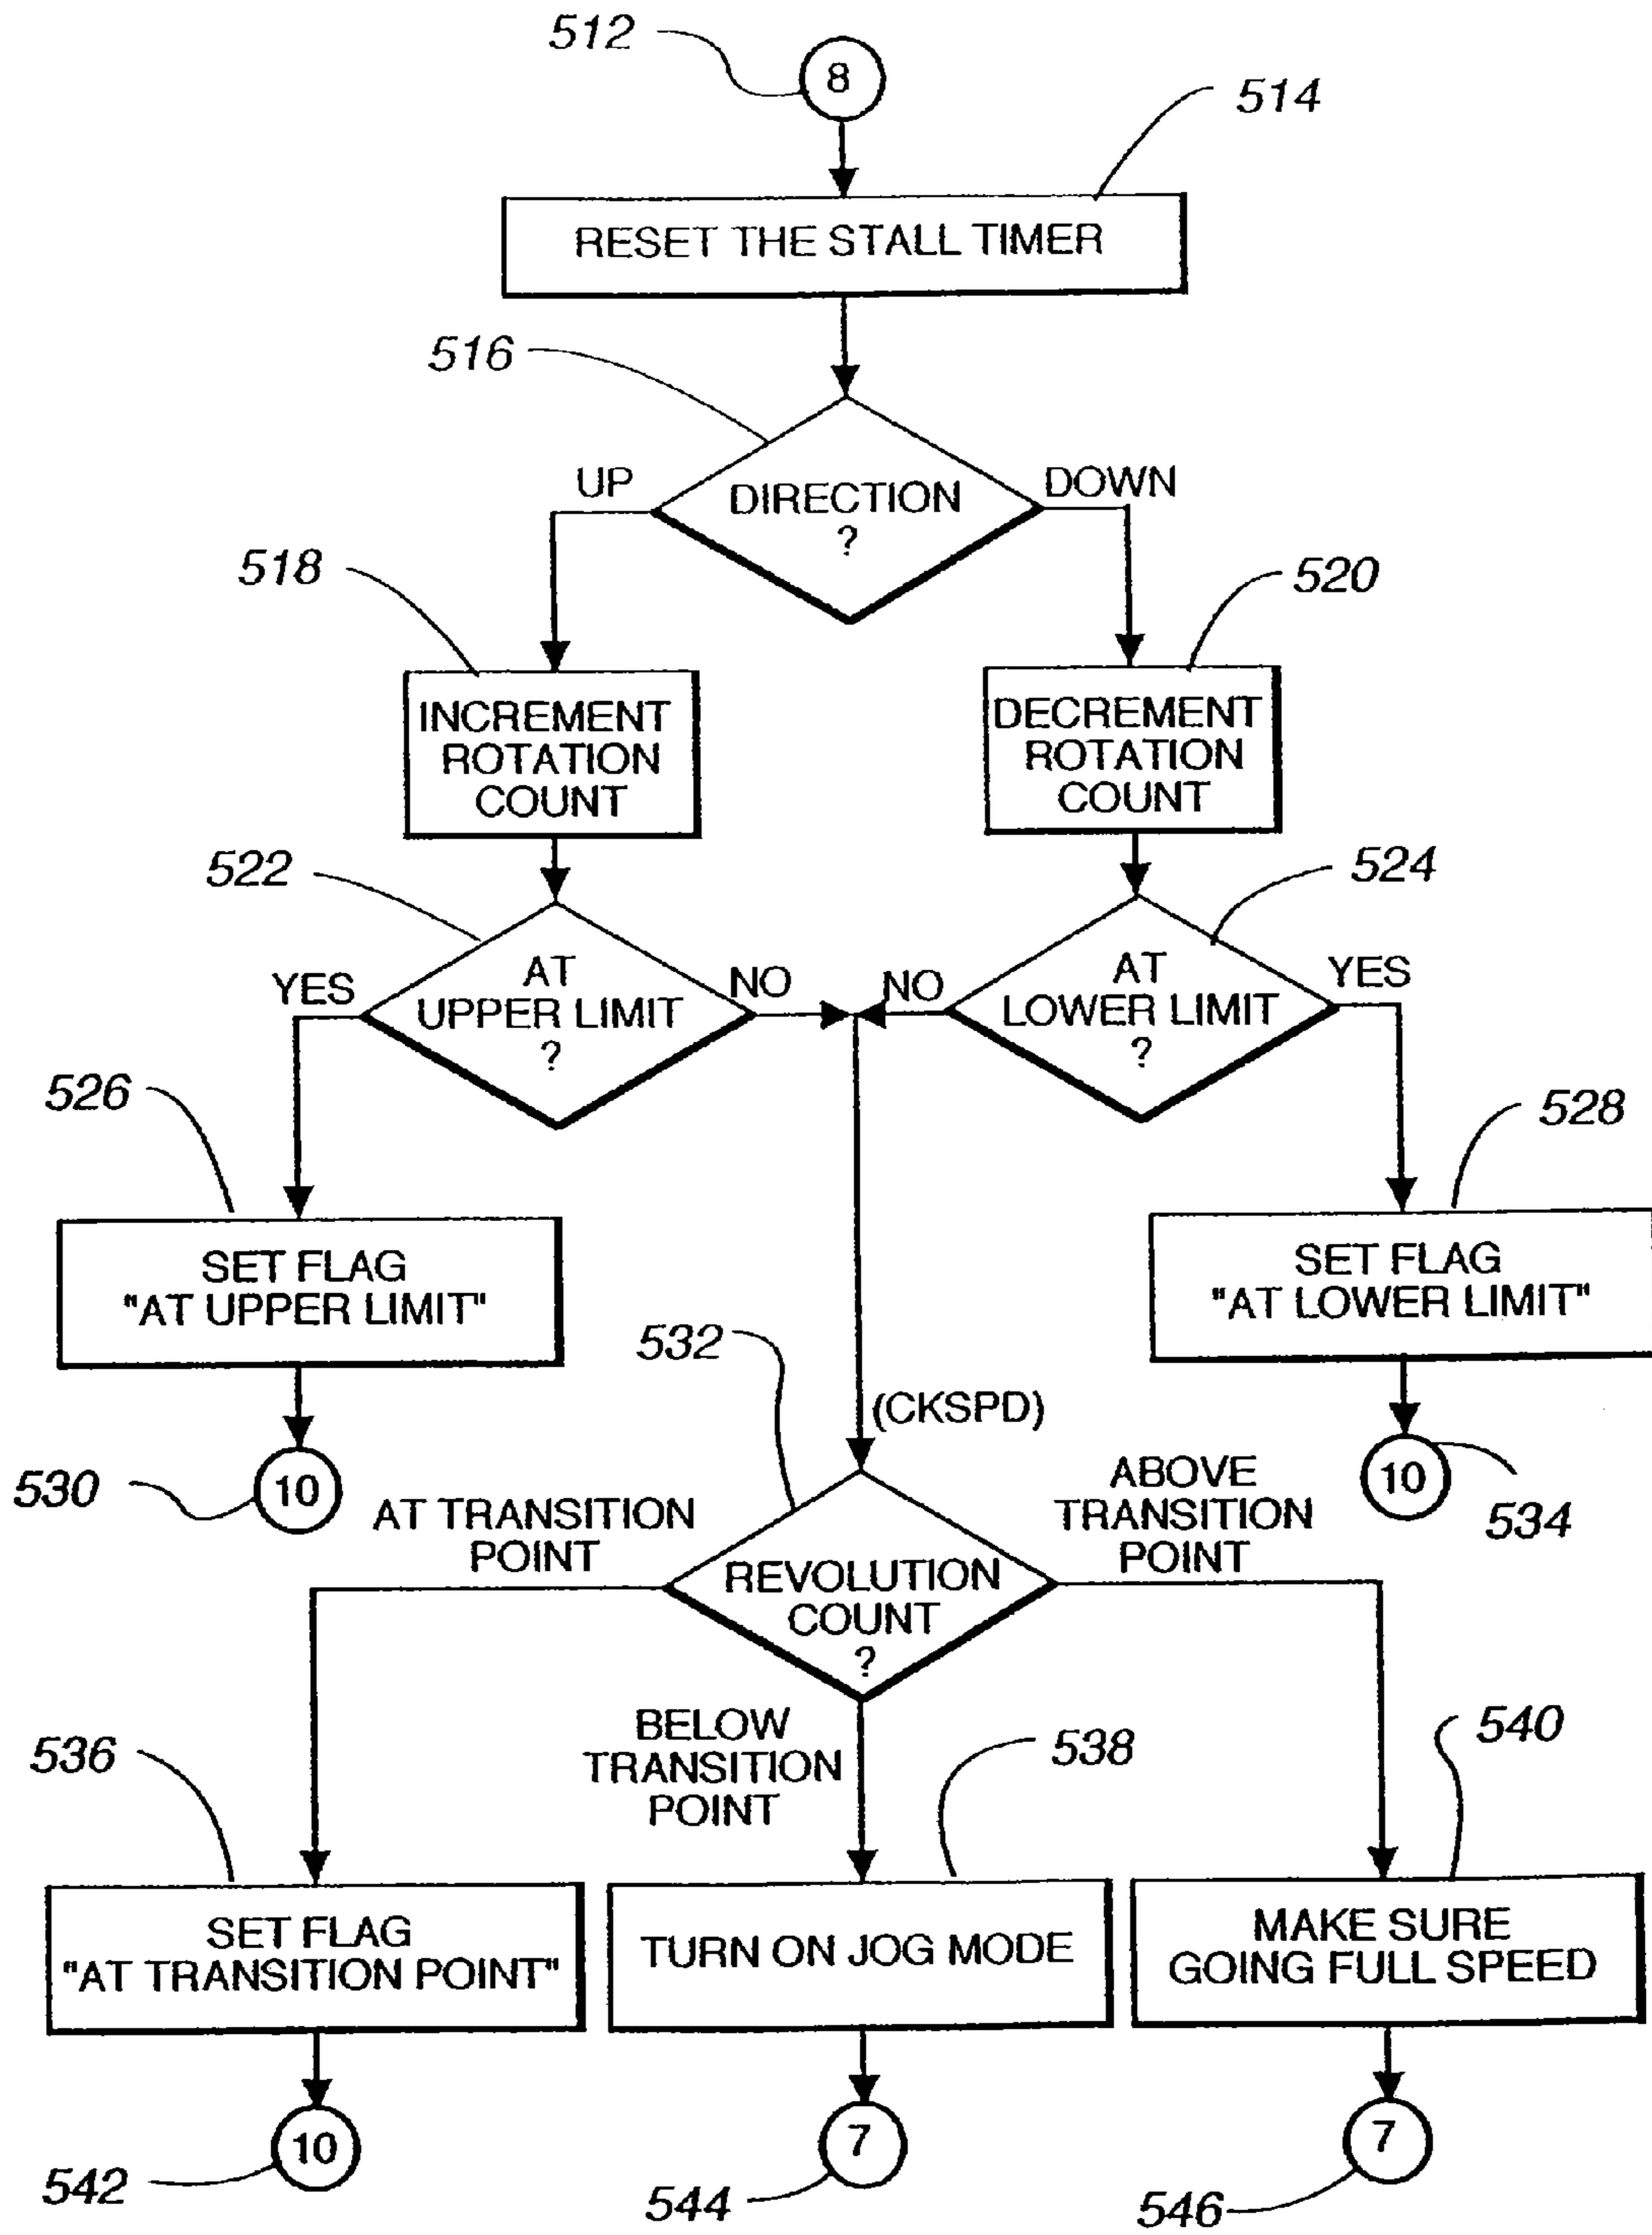 512
8
514
RESET THE STALL TIMER
516
UP
DIRECTION
?
DOWN
518
520
INCREMENT
ROTATION
COUNT
DECREMENT
ROTATION
COUNT
522
524
YES
AT
UPPER LIMIT
?
NO
NO
AT
LOWER LIMIT
?
YES
526
528
SET FLAG
"AT UPPER LIMIT"
SET FLAG
"AT LOWER LIMIT"
532
(CKSPD)
530
10
10
534
AT TRANSITION
POINT
ABOVE
TRANSITION
POINT
REVOLUTION
COUNT
?
BELOW
TRANSITION
POINT
536
538
540
SET FLAG
"AT TRANSITION POINT"
TURN ON JOG MODE
MAKE SURE
GOING FULL SPEED
10
7
7
542
544
546